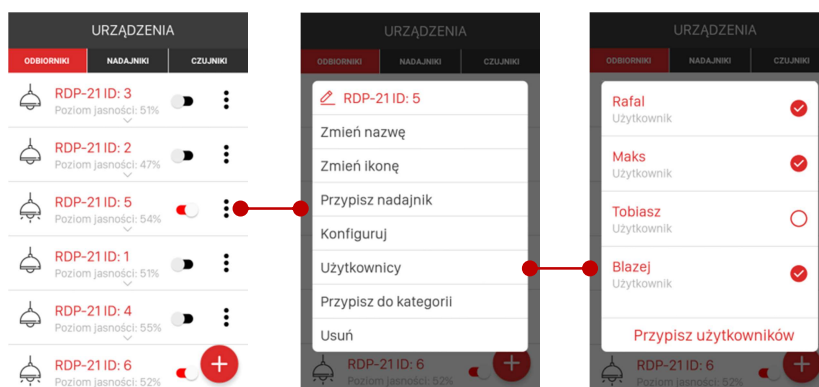 URZĄDZENIA
ODBIORNIKI NADAJNIKI CZUJNIKI
RDP-21 ID: 3
Poziom jasności: 51%
RDP-21 ID: 2
Poziom jasności: 47%
RDP-21 ID: 5
Poziom jasności: 54%
RDP-21 ID: 1
Poziom jasności: 51%
RDP-21 ID: 4
Poziom jasności: 55%
RDP-21 ID: 6
Poziom jasności: 52%
URZĄDZENIA
ODBIORNIKI NADAJNIKI CZUJNIKI
RDP-21 ID: 5
Zmień nazwę
Zmień ikonę
Przypisz nadajnik
Konfiguruj
Użytkownicy
Przypisz do kategorii
Usuń
RDP-21 ID: 6
Poziom jasności: 52%
URZĄDZENIA
ODBIORNIKI NADAJNIKI CZUJNIKI
Rafal
Użytkownik
Maks
Użytkownik
Tobiasz
Użytkownik
Blazej
Użytkownik
Przypisz użytkowników
RDP-21 ID: 6
Poziom jasności: 52%